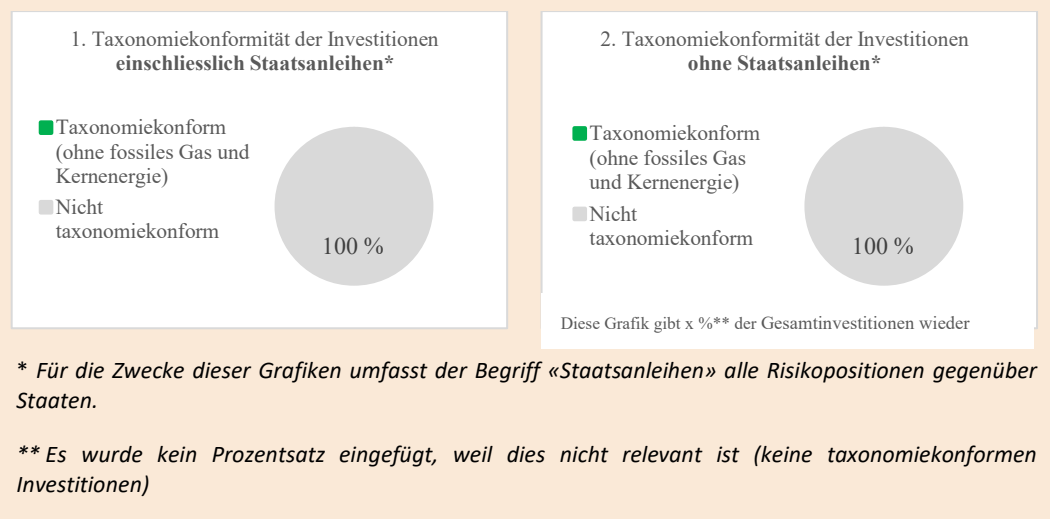 1. Taxonomiekonformität der Investitionen
einschliesslich Staatsanleihen*
Taxonomiekonform
(ohne fossiles Gas und
Kernenergie)
Nicht
taxonomiekonform
100 %
2. Taxonomiekonformität der Investitionen
ohne Staatsanleihen*
Taxonomiekonform
(ohne fossiles Gas
und Kernenergie)
Nicht
taxonomiekonform
100 %
Diese Grafik gibt x %** der Gesamtinvestitionen wieder
* Für die Zwecke dieser Grafiken umfasst der Begriff «Staatsanleihen» alle Risikopositionen gegenüber
Staaten.
** Es wurde kein Prozentsatz eingefügt, weil dies nicht relevant ist (keine taxonomiekonformen
Investitionen)